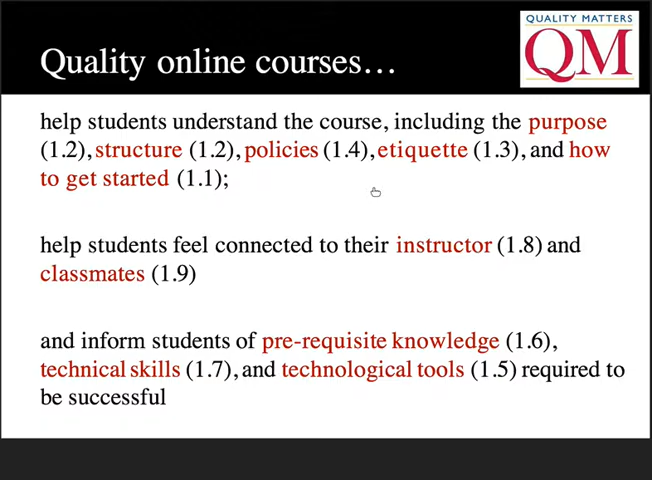 QUALITY MATTERS
QM
Quality online courses…
help students understand the course, including the purpose
(1.2), structure (1.2), policies (1.4), etiquette (1.3), and how
to get started (1.1);
help students feel connected to their instructor (1.8) and
classmates (1.9)
and inform students of pre-requisite knowledge (1.6),
technical skills (1.7), and technological tools (1.5) required to
be successful